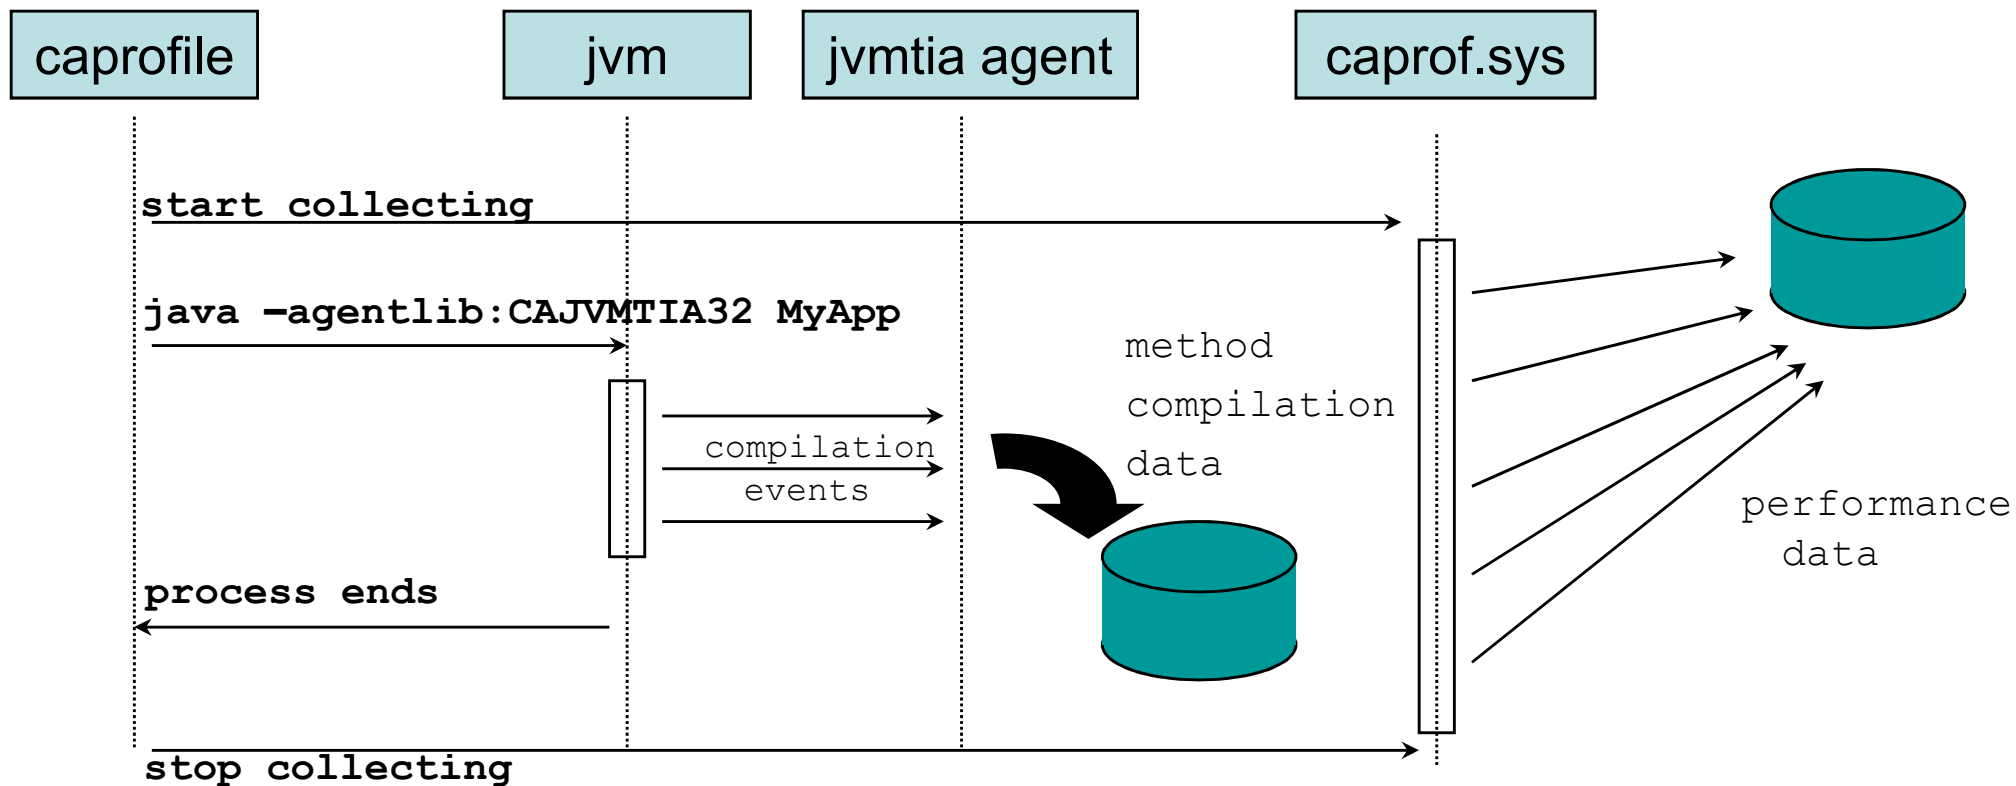 caprofile
jvm
jvmtia agent
caprof.sys
start collecting
java –agentlib:CAJVMTIA32 MyApp
method
compilation
data
compilation
events
performance
data
process ends
stop collecting